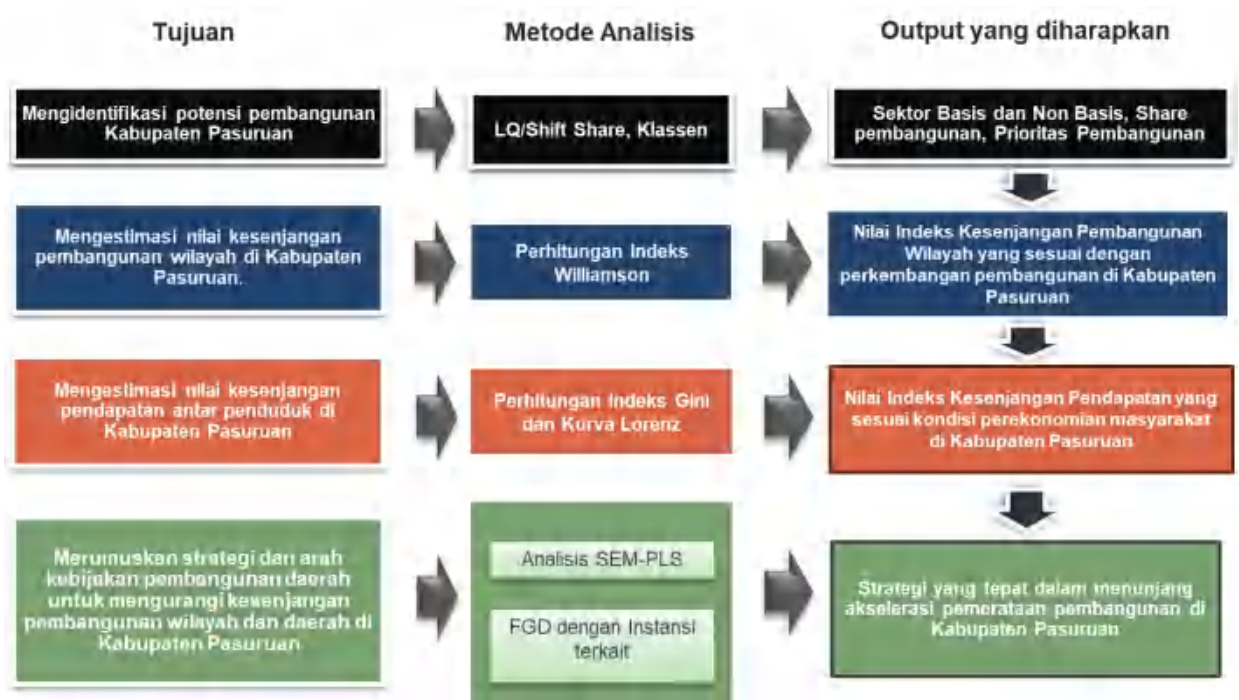 Tujuan
Metode Analisis
Output yang diharapkan
Mengidentifikasi potensi pembangunan
Kabupaten Pasuruan
LQ/Shift Share, Klassen
Sektor Basis dan Non Basis, Share
pembangunan, Prioritas Pembangunan
Mengestimasi nilai kesenjangan
pembangunan wilayah di Kabupaten
Pasuruan.
Perhitungan Indeks
Williamson
Nilai Indeks Kesenjangan Pembangunan
Wilayah yang sesuai dengan
perkembangan pembangunan di Kabupaten
Pasuruan
Mengestimasi nilai kesenjangan
pendapatan antar penduduk di
Kabupaten Pasuruan
Perhitungan Indeks Gini
dan Kurva Lorenz
Nilai Indeks Kesenjangan Pendapatan yang
sesuai kondisi perekonomian masyarakat
di Kabupaten Pasuruan
Merumuskan strategi dan arah
kebijakan pembangunan daerah
untuk mengurangi kesenjangan
pembangunan wilayah dan daerah di
Kabupaten Pasuruan
Analisis SEM-PLS
FGD dengan Instansi
terkait
Strategi yang tepat dalam menunjang
akselerasi pemerataan pembangunan di
Kabupaten Pasuruan